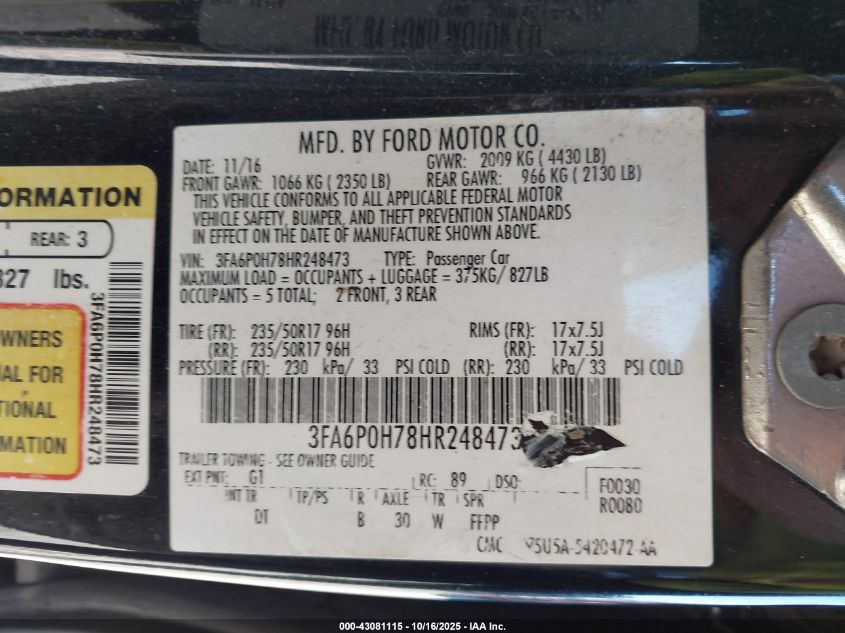 MFD. BY FORD MOTOR CO.
DATE: 11/16 GVWR: 2009 KG ( 4430 LB)
FRONT GAWR: 1066 KG ( 2350 LB) REAR GAWR: 966 KG ( 2130 LB)
THIS VEHICLE CONFORMS TO ALL APPLICABLE FEDERAL MOTOR
VEHICLE SAFETY, BUMPER, AND THEFT PREVENTION STANDARDS
IN EFFECT ON THE DATE OF MANUFACTURE SHOWN ABOVE.
VIN: 3FA6P0H78HR248473 TYPE: Passenger Car
MAXIMUM LOAD = OCCUPANTS + LUGGAGE = 375KG/ 827LB
OCCUPANTS = 5 TOTAL; 2 FRONT, 3 REAR
TIRE (FR): 235/50R17 96H RIMS (FR): 17x7.5J
(RR): 235/50R17 96H (RR): 17x7.5J
PRESSURE (FR): 230 kPa/ 33 PSI COLD (RR): 230 kPa/ 33 PSI COLD
3FA6P0H78HR248473
TRAILER TOWING - SEE OWNER GUIDE
EXT PNT: G1 RC: 89 DSO: F0030
R0080
INT TR TP/PS R AXLE TR SPR
DT B 30 W FFPP
CMC
ORMATION
REAR: 3
827 lbs.
OWNERS
AL FOR
TIONAL
MATION
3FA6P0H78HR248473
000-43081115 - 10/16/2025 - IAA Inc.